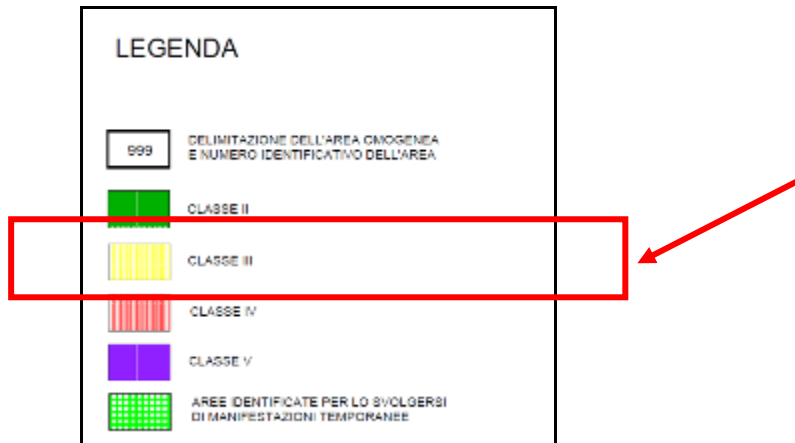 LEGENDA
999
DELIMITAZIONE DELL'AREA OMOGENEA
E NUMERO IDENTIFICATIVO DELL'AREA
CLASSE II
CLASSE III
CLASSE IV
CLASSE V
AREE IDENTIFICATE PER LO SVOLGERSI
DI MANIFESTAZIONI TEMPORANEE